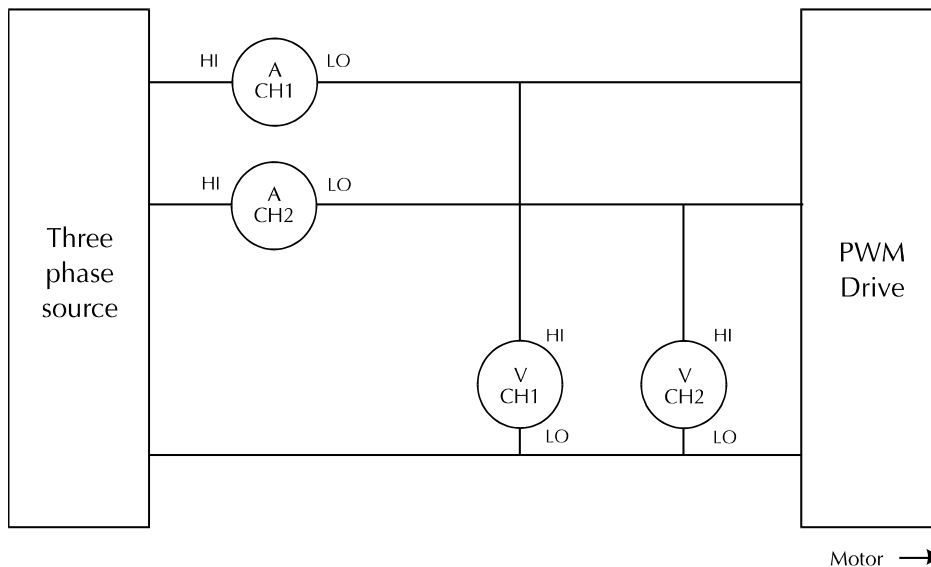 HI
A
CH1
LO
HI
A
CH2
LO
Three
phase
source
PWM
Drive
HI
V
CH1
LO
HI
V
CH2
LO
Motor